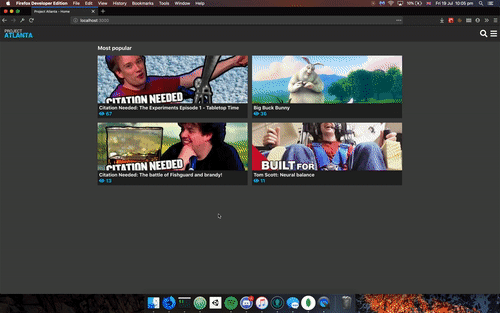 Firefox Developer Edition File Edit View History Bookmarks Tools Window Help
Fri 19 Jul 10:05 pm
Project Atlanta - Home
localhost:3000
PROJECT
ATLANTA
Most popular
CITATION NEEDED
Citation Needed: The Experiments Episode 1 - Tabletop Time
67
Big Buck Bunny
26
CITATION NEEDED
Citation Needed: The battle of Fishguard and brandy!
13
BUILT FOR
Tom Scott: Neural balance
11